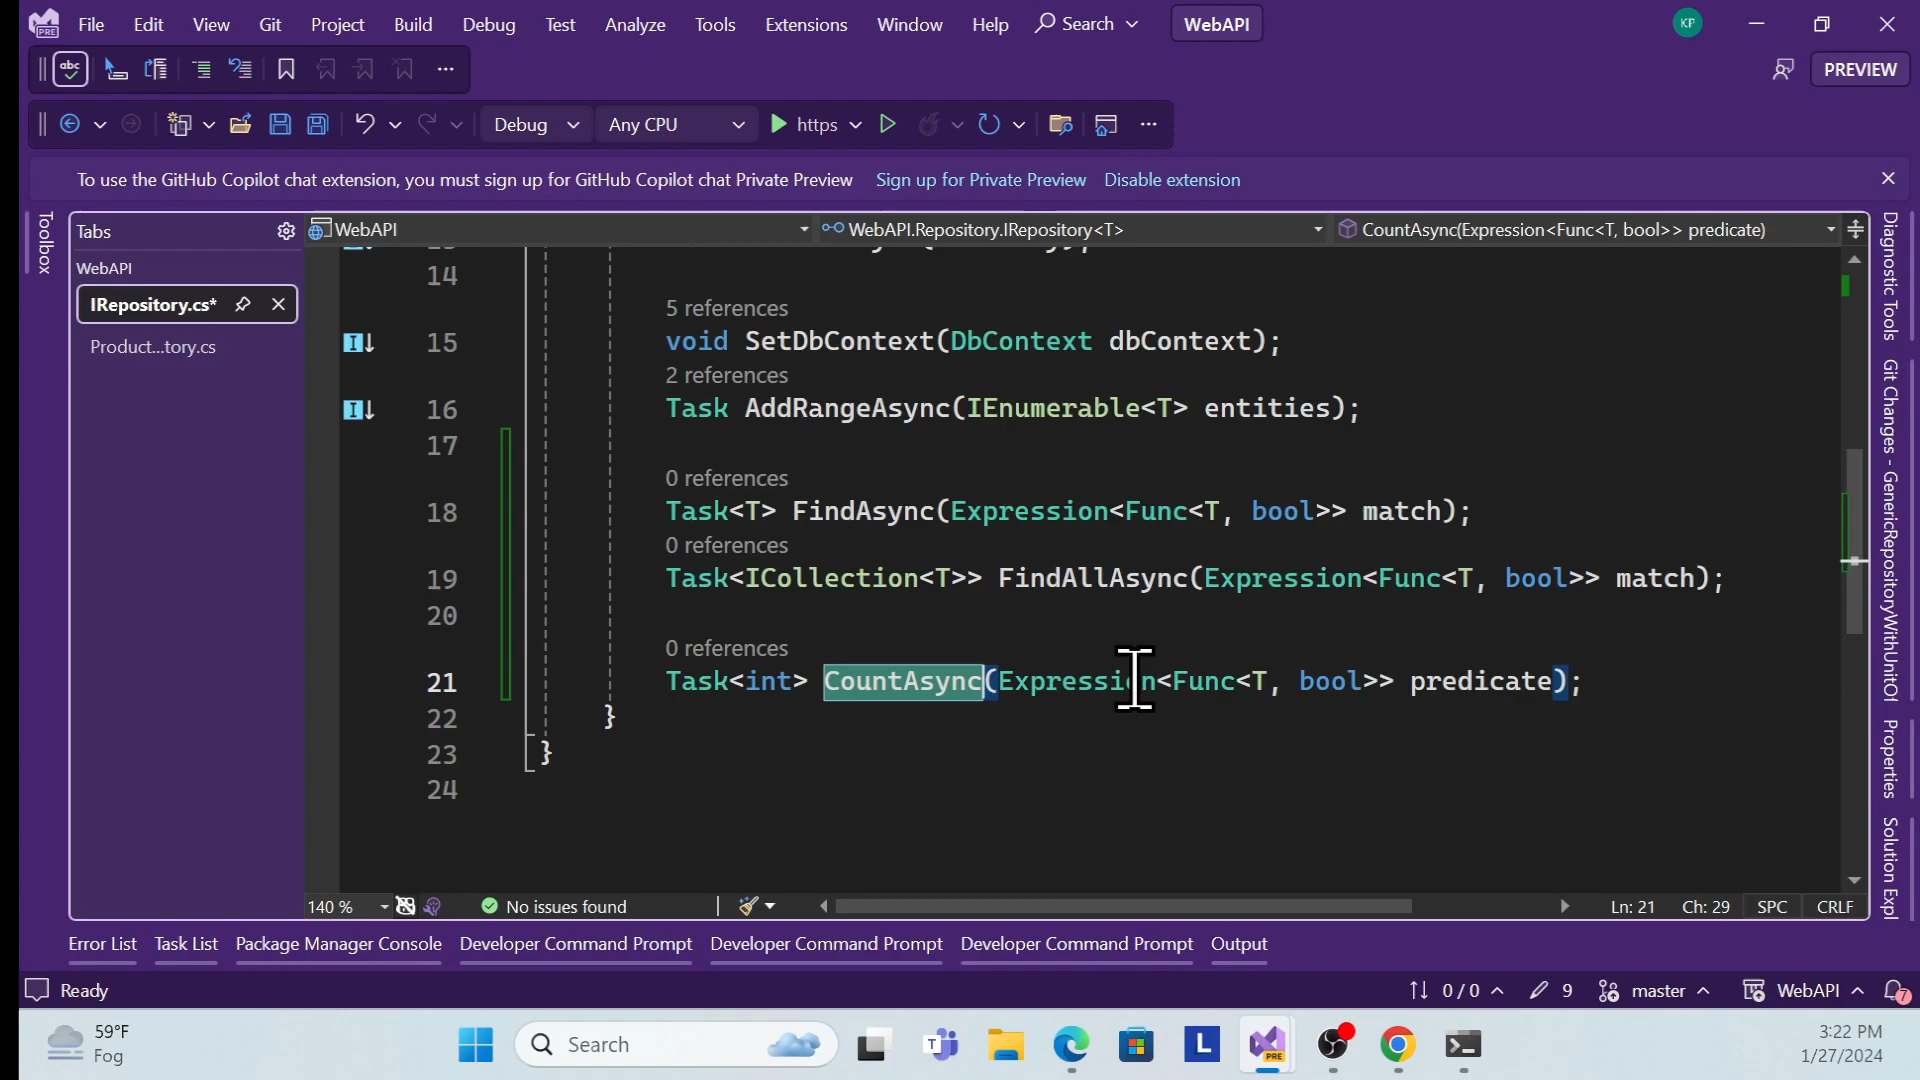 File Edit View Git Project Build Debug Test Analyze Tools Extensions Window Help Search WebAPI KP
PRE
abc PREVIEW
Debug Any CPU https
To use the GitHub Copilot chat extension, you must sign up for GitHub Copilot chat Private Preview Sign up for Private Preview Disable extension
Toolbox
Tabs
WebAPI
IRepository.cs*
Product...tory.cs
WebAPI WebAPI.Repository.IRepository<T> CountAsync(Expression<Func<T, bool>> predicate)
14
5 references
15 void SetDbContext(DbContext dbContext);
2 references
16 Task AddRangeAsync(IEnumerable<T> entities);
17
0 references
18 Task<T> FindAsync(Expression<Func<T, bool>> match);
0 references
19 Task<ICollection<T>> FindAllAsync(Expression<Func<T, bool>> match);
20
0 references
21 Task<int> CountAsync(Expression<Func<T, bool>> predicate);
22 }
23 }
24
Diagnostic Tools
Git Changes - GenericRepositoryWithUnitOf
Properties
Solution Expl
140 % No issues found Ln: 21 Ch: 29 SPC CRLF
Error List Task List Package Manager Console Developer Command Prompt Developer Command Prompt Developer Command Prompt Output
Ready 0 / 0 9 master WebAPI 7
59°F
Fog
Search
T
L
PRE
3:22 PM
1/27/2024